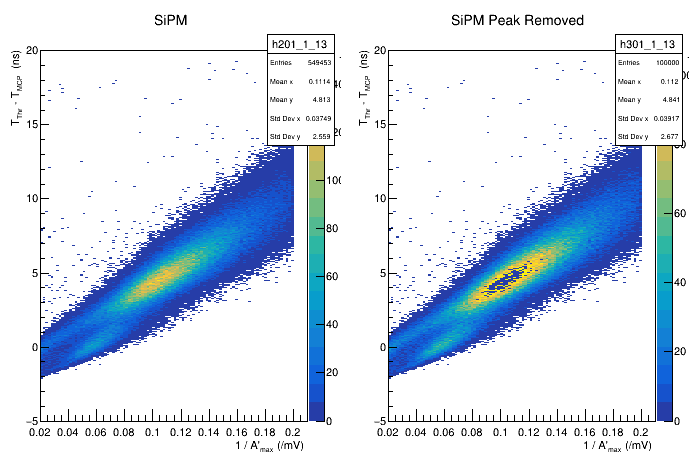 SiPM
h201_1_13
Entries 549453
Mean x 0.1114
Mean y 4.813
Std Dev x 0.03749
Std Dev y 2.559
T_Thr - T_MCP (ns)
20
15
10
5
0
−5
0.02 0.04 0.06 0.08 0.1 0.12 0.14 0.16 0.18 0.2
1 / A'_max (/mV)
100
80
60
40
20
0
SiPM Peak Removed
h301_1_13
Entries 100000
Mean x 0.112
Mean y 4.841
Std Dev x 0.03917
Std Dev y 2.677
T_Thr - T_MCP (ns)
20
15
10
5
0
−5
0.02 0.04 0.06 0.08 0.1 0.12 0.14 0.16 0.18 0.2
1 / A'_max (/mV)
80
60
40
20
0